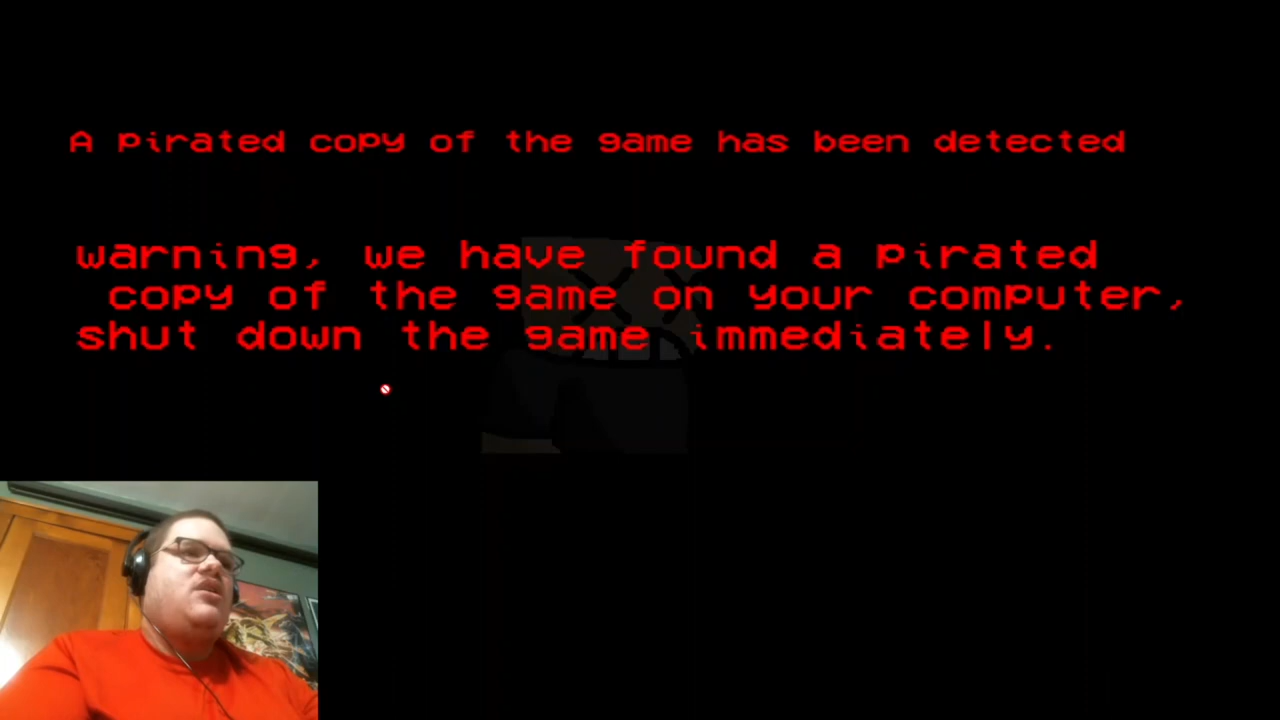 A pirated copy of the game has been detected
warning, we have found a pirated
copy of the game on your computer,
shut down the game immediately.